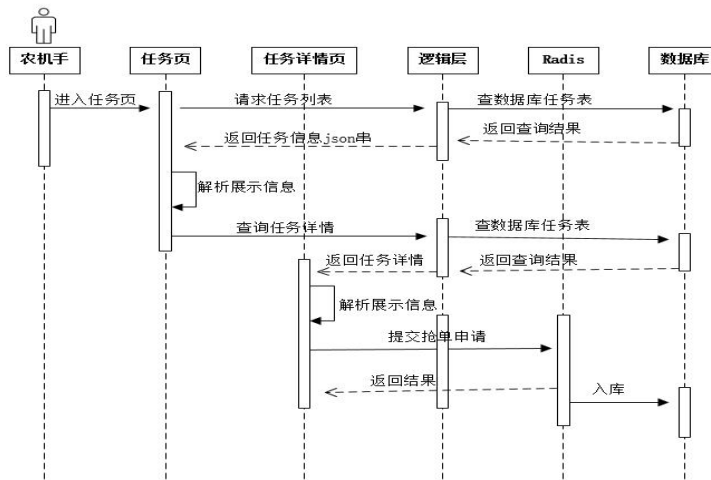 农机手
任务页
任务详情页
逻辑层
Radis
数据库
进入任务页
请求任务列表
查数据库任务表
返回查询结果
返回任务信息json串
解析展示信息
查询任务详情
查数据库任务表
返回任务详情
返回查询结果
解析展示信息
提交抢单申请
返回结果
入库